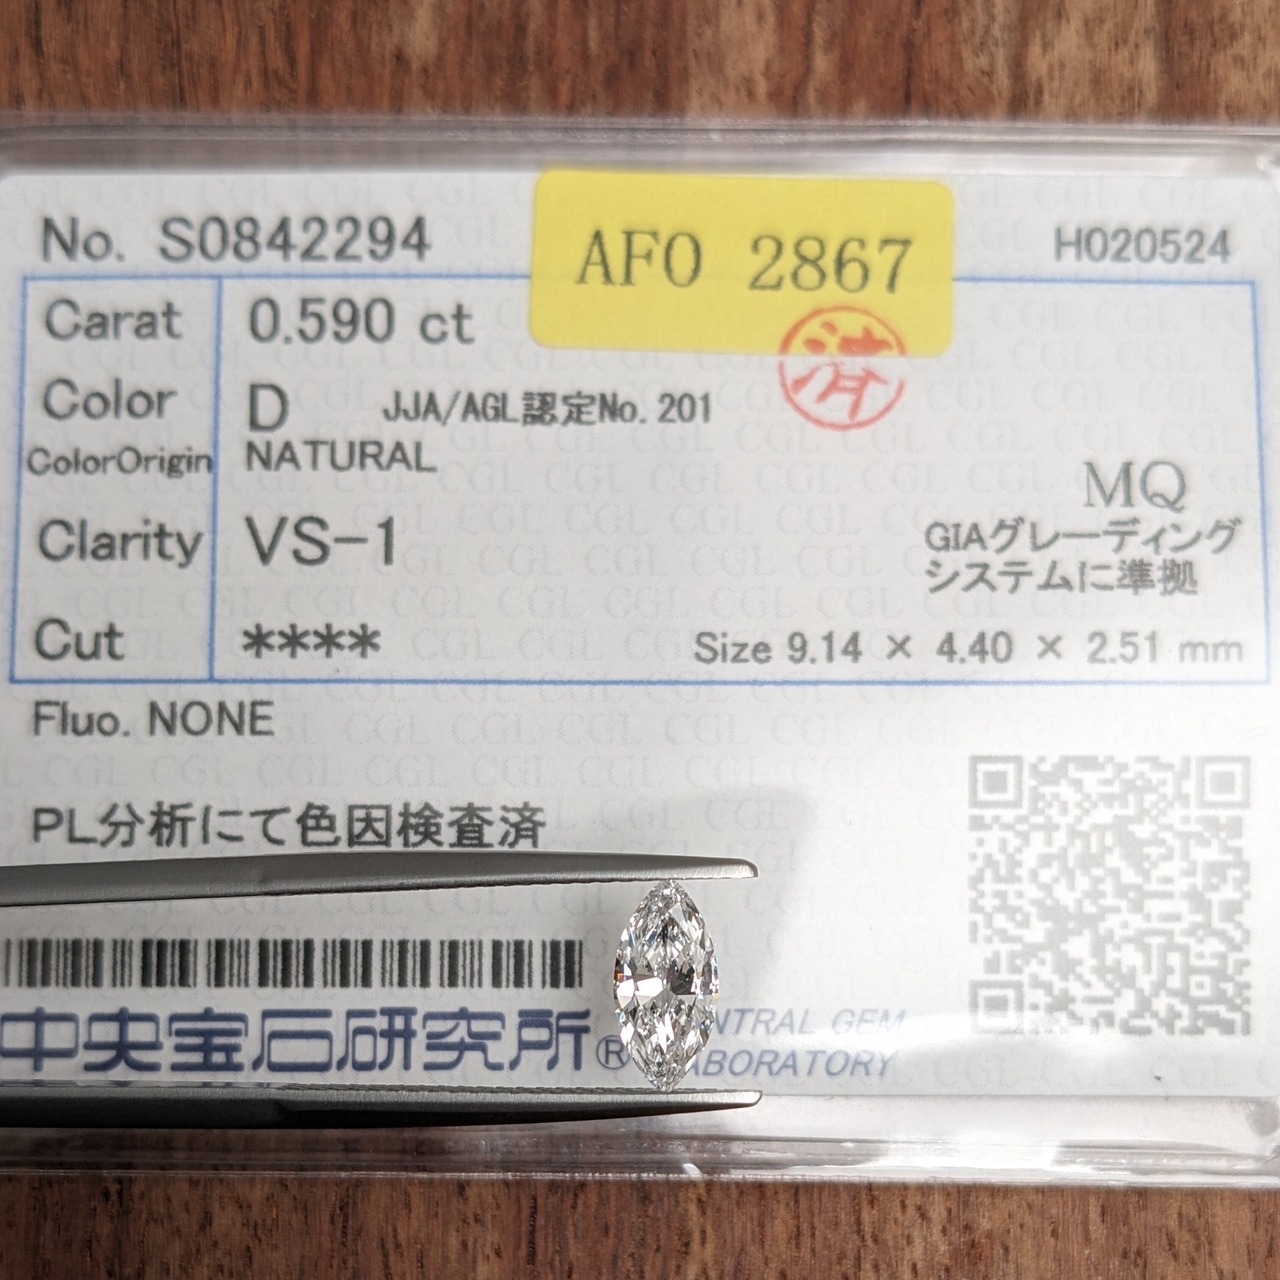 No. S0842294
AFO 2867
H020524
Carat 0.590 ct
済
Color D JJA/AGL認定No.201
ColorOrigin NATURAL
MQ
Clarity VS-1
GIAグレーディング
システムに準拠
Cut ****
Size 9.14 × 4.40 × 2.51 mm
Fluo. NONE
PL分析にて色因検査済
中央宝石研究所®
NTRAL GEM
ABORATORY